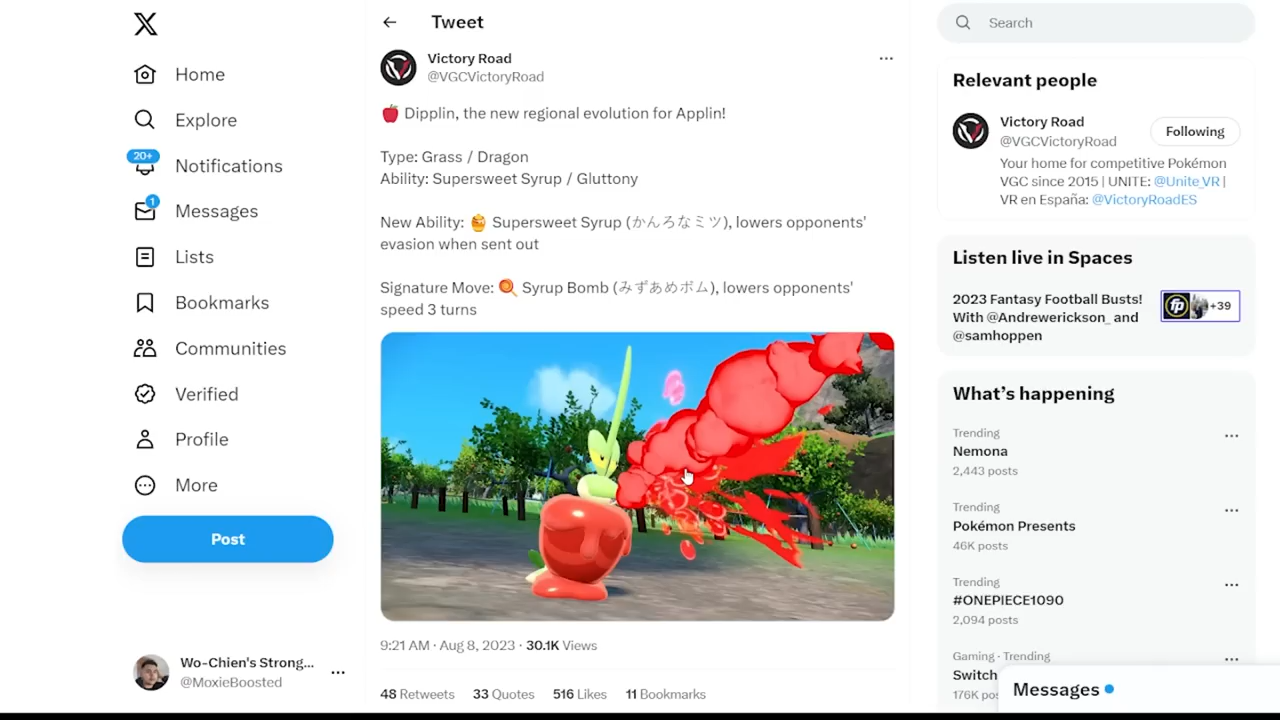 Home
Explore
20+
Notifications
1
Messages
Lists
Bookmarks
Communities
Verified
Profile
More
Post
Wo-Chien's Strong...
@MoxieBoosted
Tweet
Victory Road
@VGCVictoryRoad
Dipplin, the new regional evolution for Applin!
Type: Grass / Dragon
Ability: Supersweet Syrup / Gluttony
New Ability: 🍯 Supersweet Syrup (かんろなミツ), lowers opponents'
evasion when sent out
Signature Move: 🍭 Syrup Bomb (みずあめボム), lowers opponents'
speed 3 turns
9:21 AM · Aug 8, 2023 · 30.1K Views
48 Retweets 33 Quotes 516 Likes 11 Bookmarks
Search
Relevant people
Victory Road
@VGCVictoryRoad
Following
Your home for competitive Pokémon
VGC since 2015 | UNITE: @Unite_VR |
VR en España: @VictoryRoadES
Listen live in Spaces
2023 Fantasy Football Busts!
With @Andrewerickson_ and
@samhoppen
fp
+39
What's happening
Trending
Nemona
2,443 posts
Trending
Pokémon Presents
46K posts
Trending
#ONEPIECE1090
2,094 posts
Gaming · Trending
Switch
176K pos
Messages